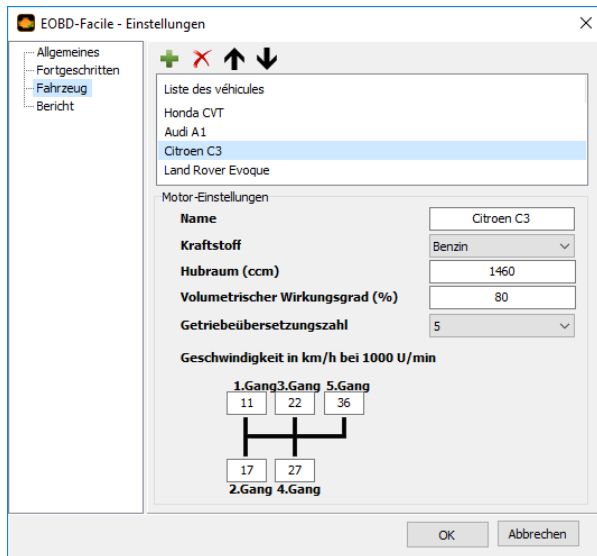 EOBD-Facile - Einstellungen
Allgemeines
Fortgeschritten
Fahrzeug
Bericht
Liste des véhicules
Honda CVT
Audi A1
Citroen C3
Land Rover Evoque
Motor-Einstellungen
Name Citroen C3
Kraftstoff Benzin
Hubraum (ccm) 1460
Volumetrischer Wirkungsgrad (%) 80
Getriebeübersetzungszahl 5
Geschwindigkeit in km/h bei 1000 U/min
1.Gang3.Gang 5.Gang
11 22 36
17 27
2.Gang 4.Gang
OK Abbrechen